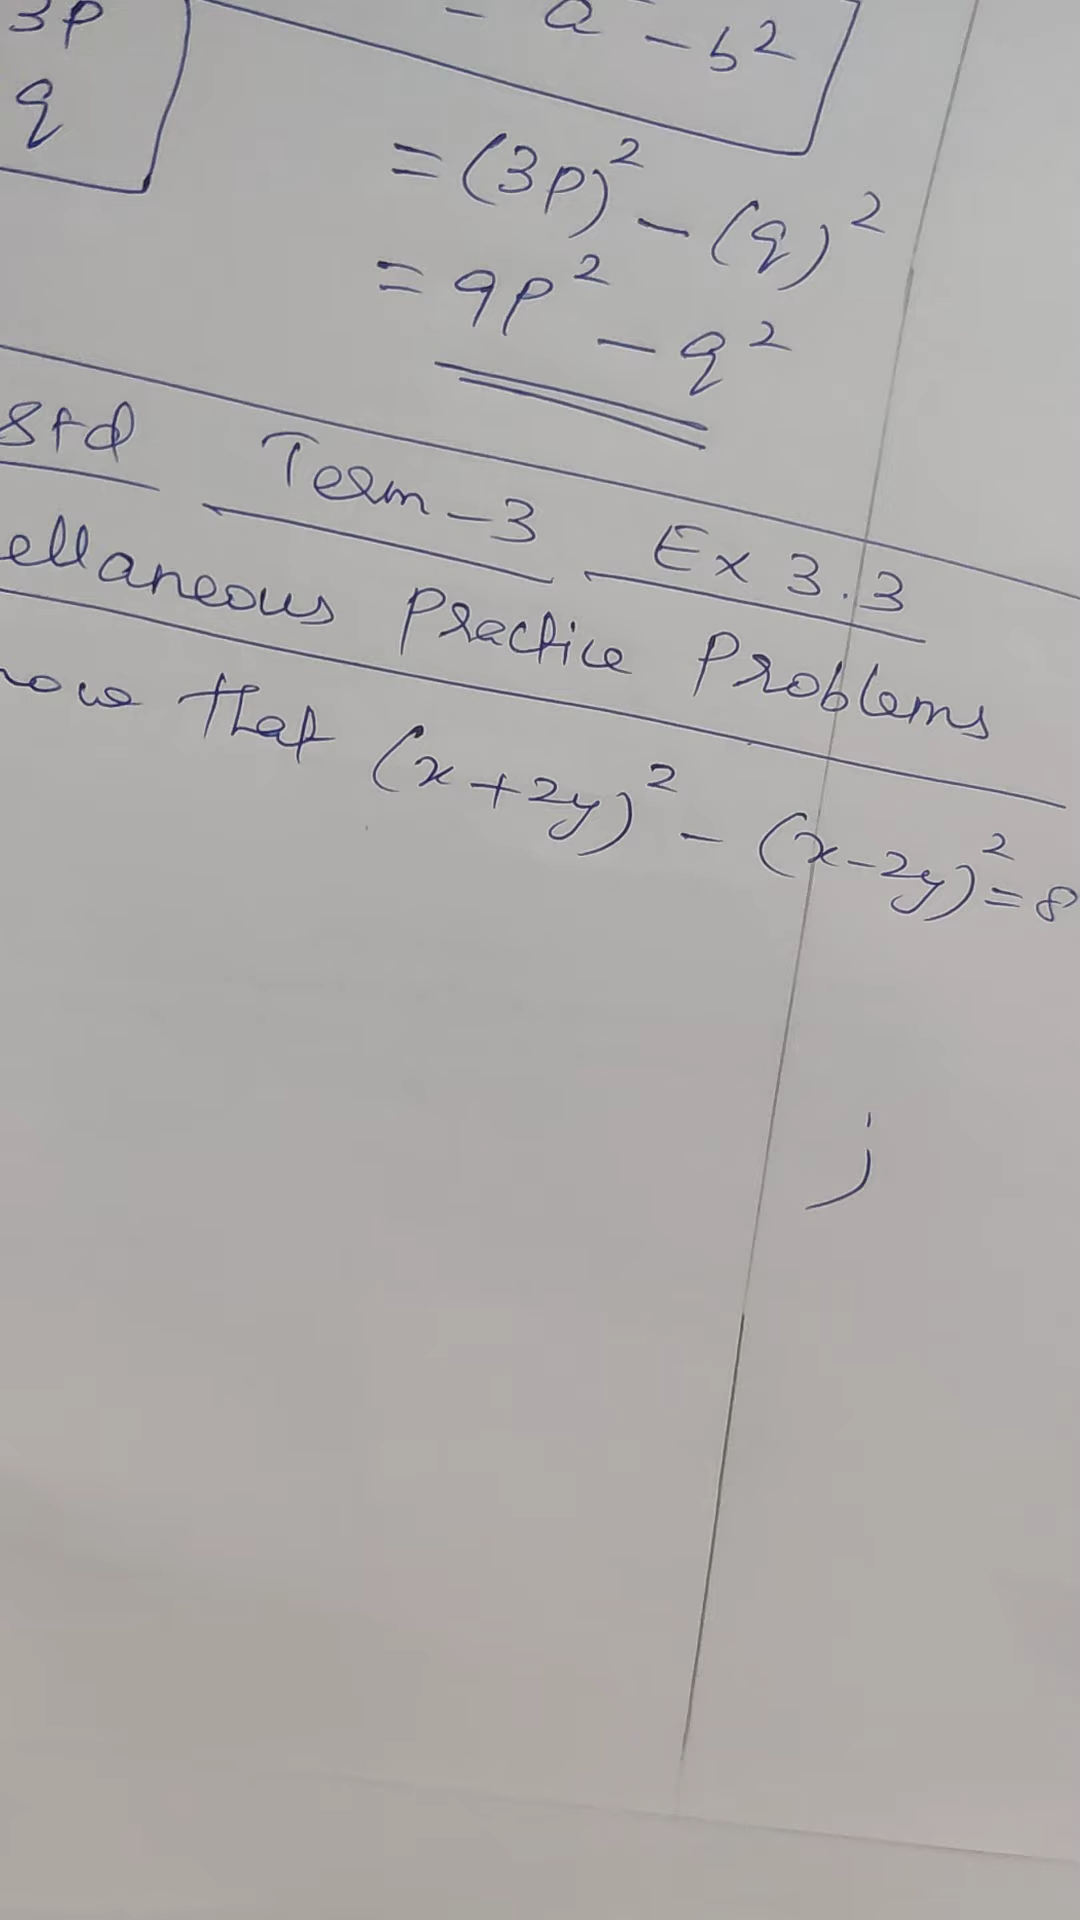 3p
q
= a - b²
= (3p)² - (q)²
= 9p² - q²
std Term-3 Ex 3.3
ellaneous Practice Problems
that (x+2y)² - (x-2y)² = 8